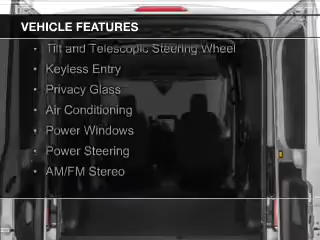 VEHICLE FEATURES
• Tilt and Telescopic Steering Wheel
• Keyless Entry
• Privacy Glass
• Air Conditioning
• Power Windows
• Power Steering
• AM/FM Stereo